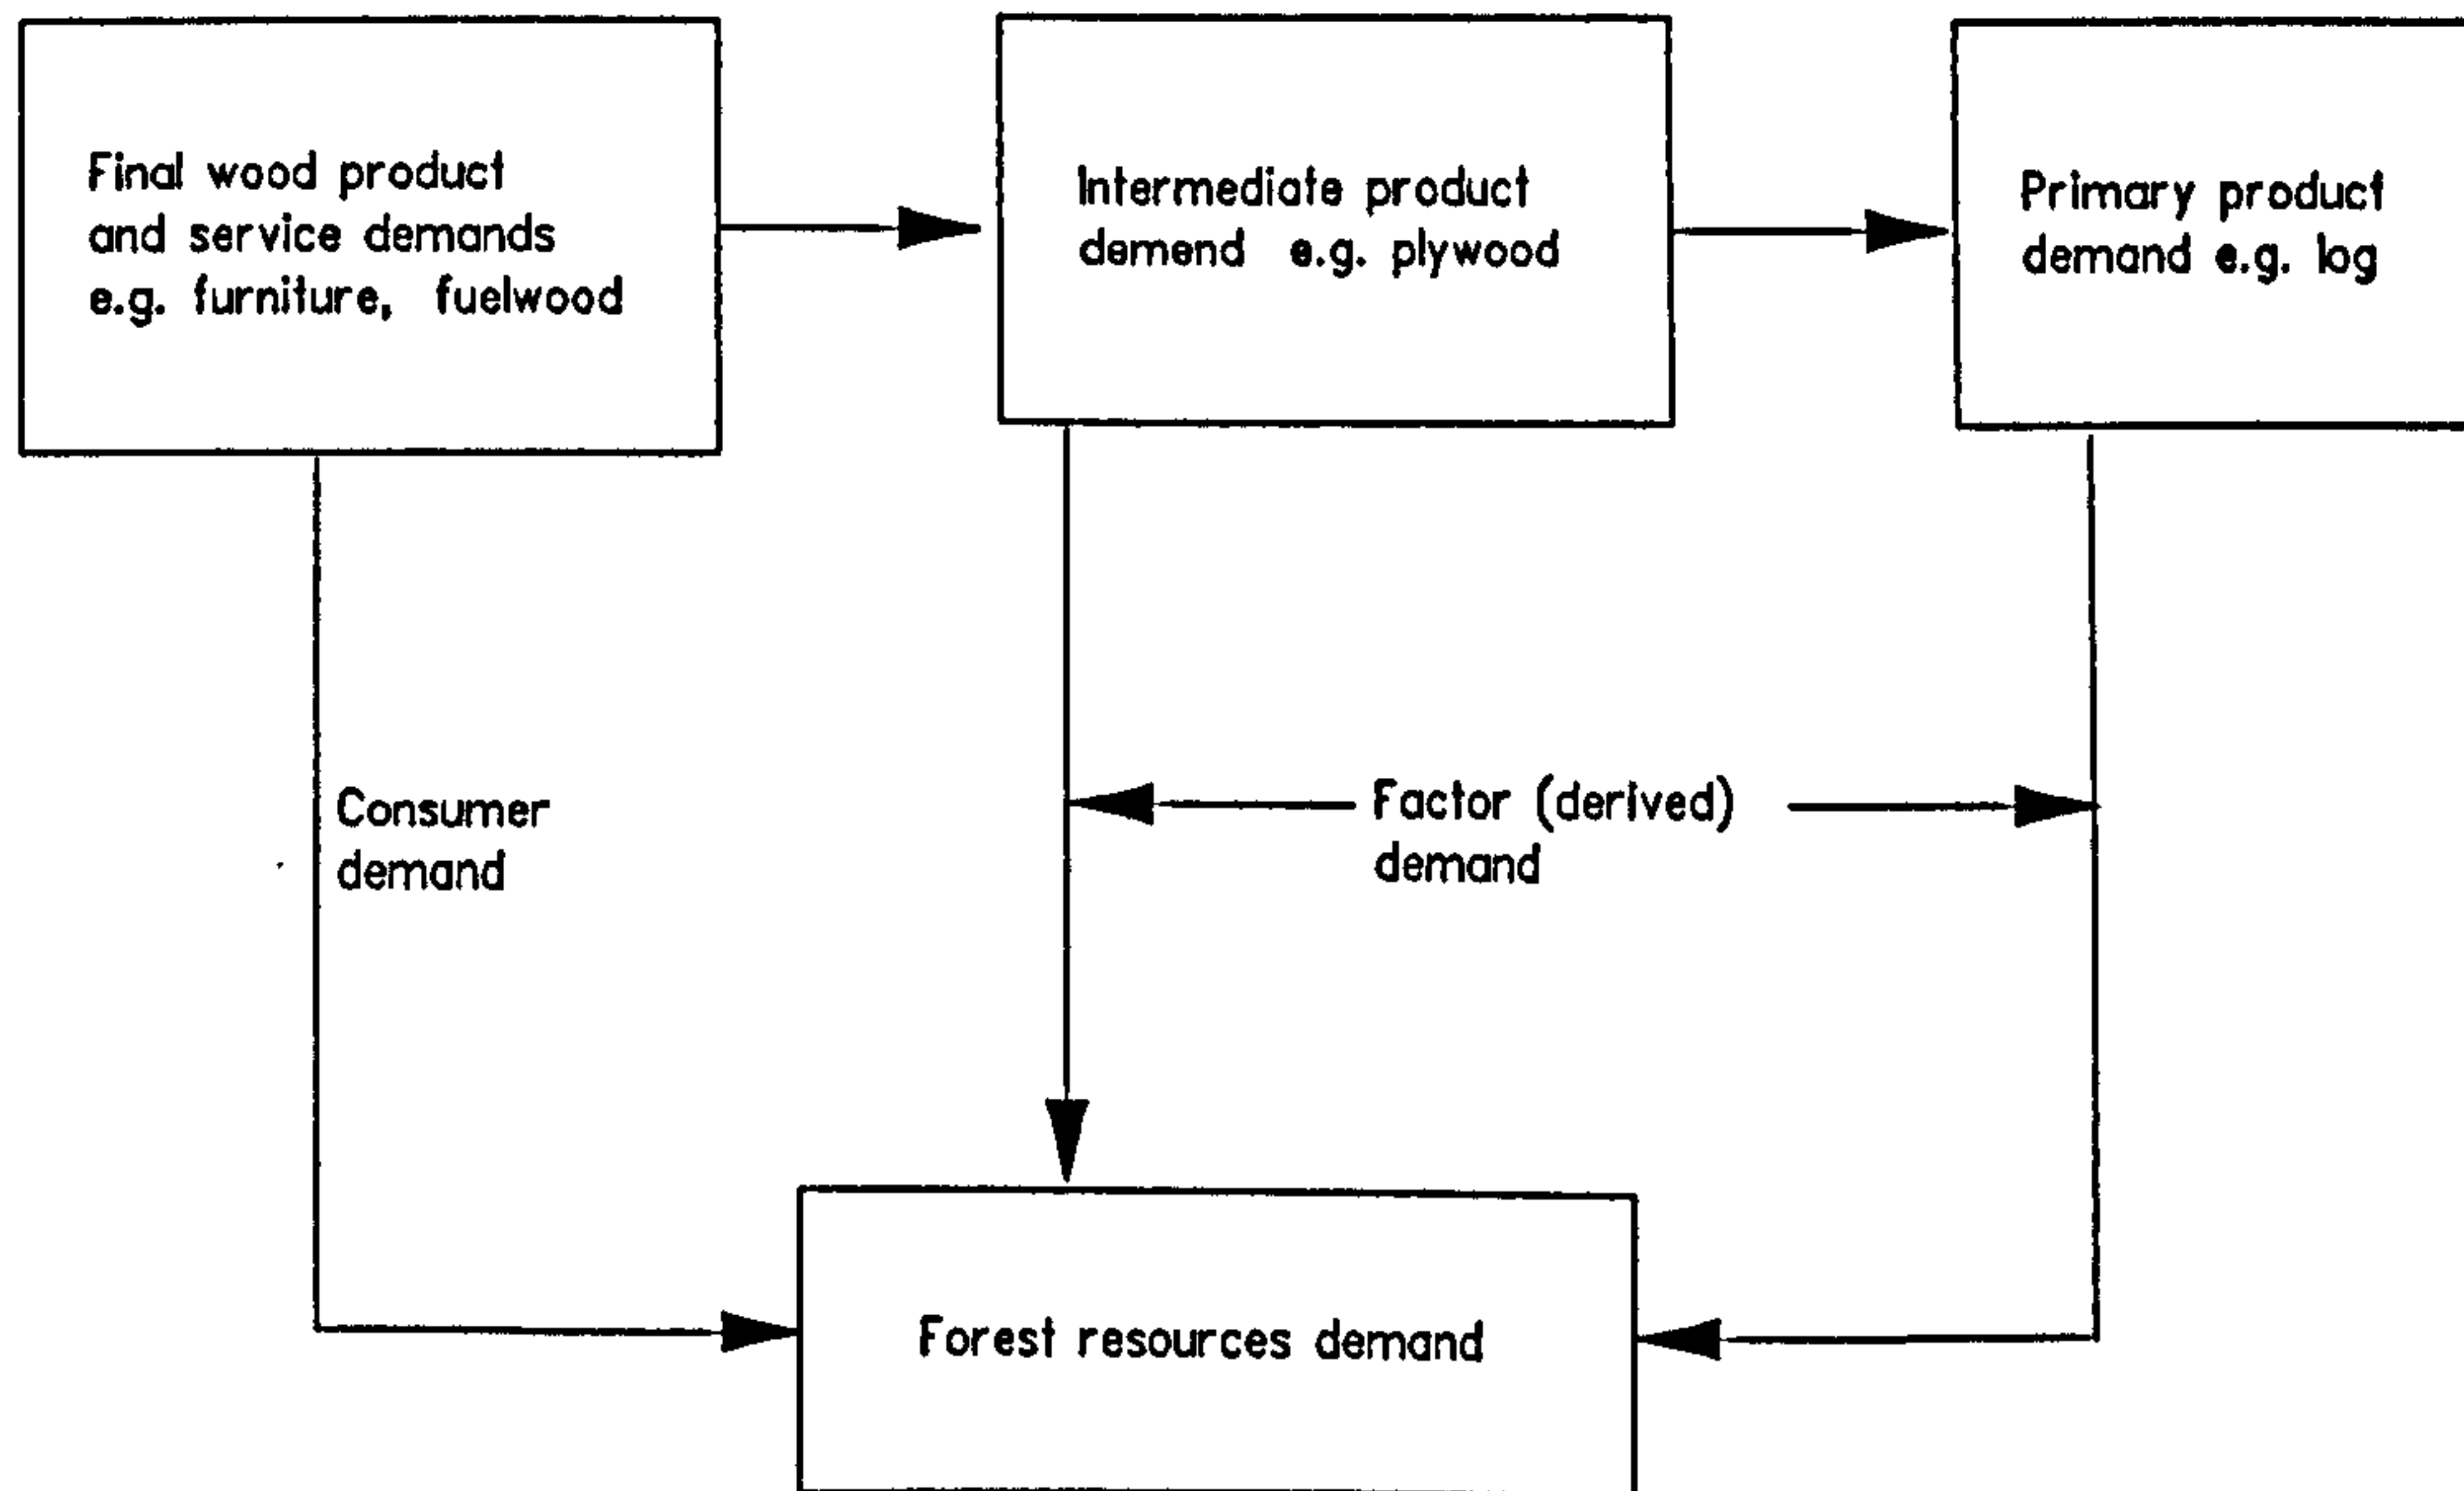 Final wood product
and service demands
e.g. furniture, fuelwood
Intermediate product
demend e.g. plywood
Primary product
demand e.g. log
Consumer
demand
Factor (derived)
demand
Forest resources demand